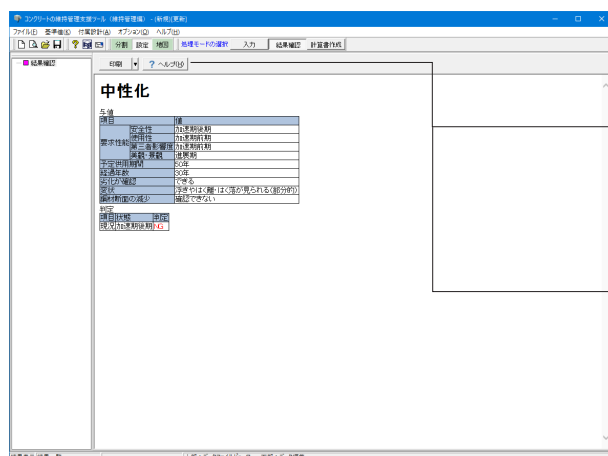 コンクリートの維持管理支援ツール（維持管理編） - (新規)(更新)
ファイル(F) 基準値(K) 付属設計(A) オプション(O) ヘルプ(H)
分割 設定 地図 処理モードの選択 入力 結果確認 計算書作成
結果確認
印刷 ヘルプ(H)
中性化
与値
項目 値
要求性能 安全性 加速期後期
使用性 加速期前期
第三者影響度 加速期前期
美観・景観 進展期
予定供用期間 50年
経過年数 30年
劣化が確認 できる
変状 浮きやはく離・はく落が見られる(部分的)
鋼材断面の減少 確認できない
判定
項目 状態 判定
現況 加速期後期 NG